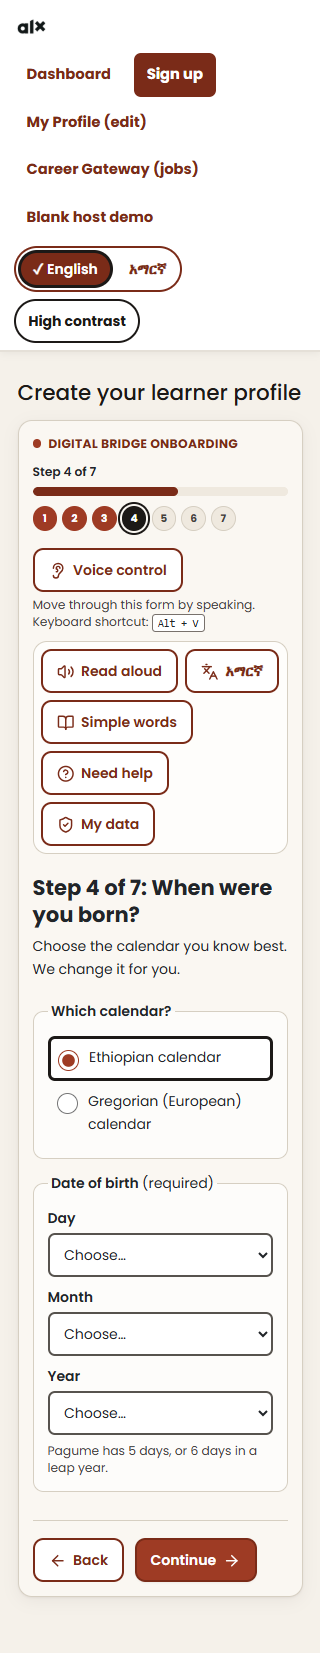 alx
Dashboard
Sign up
My Profile (edit)
Career Gateway (jobs)
Blank host demo
✓ English
አማርኛ
High contrast
Create your learner profile
DIGITAL BRIDGE ONBOARDING
Step 4 of 7
1 2 3 4 5 6 7
Voice control
Move through this form by speaking.
Keyboard shortcut: Alt + V
Read aloud
አማርኛ
Simple words
Need help
My data
Step 4 of 7: When were
you born?
Choose the calendar you know best.
We change it for you.
Which calendar?
Ethiopian calendar
Gregorian (European)
calendar
Date of birth (required)
Day
Choose...
Month
Choose...
Year
Choose...
Pagume has 5 days, or 6 days in a
leap year.
← Back
Continue →